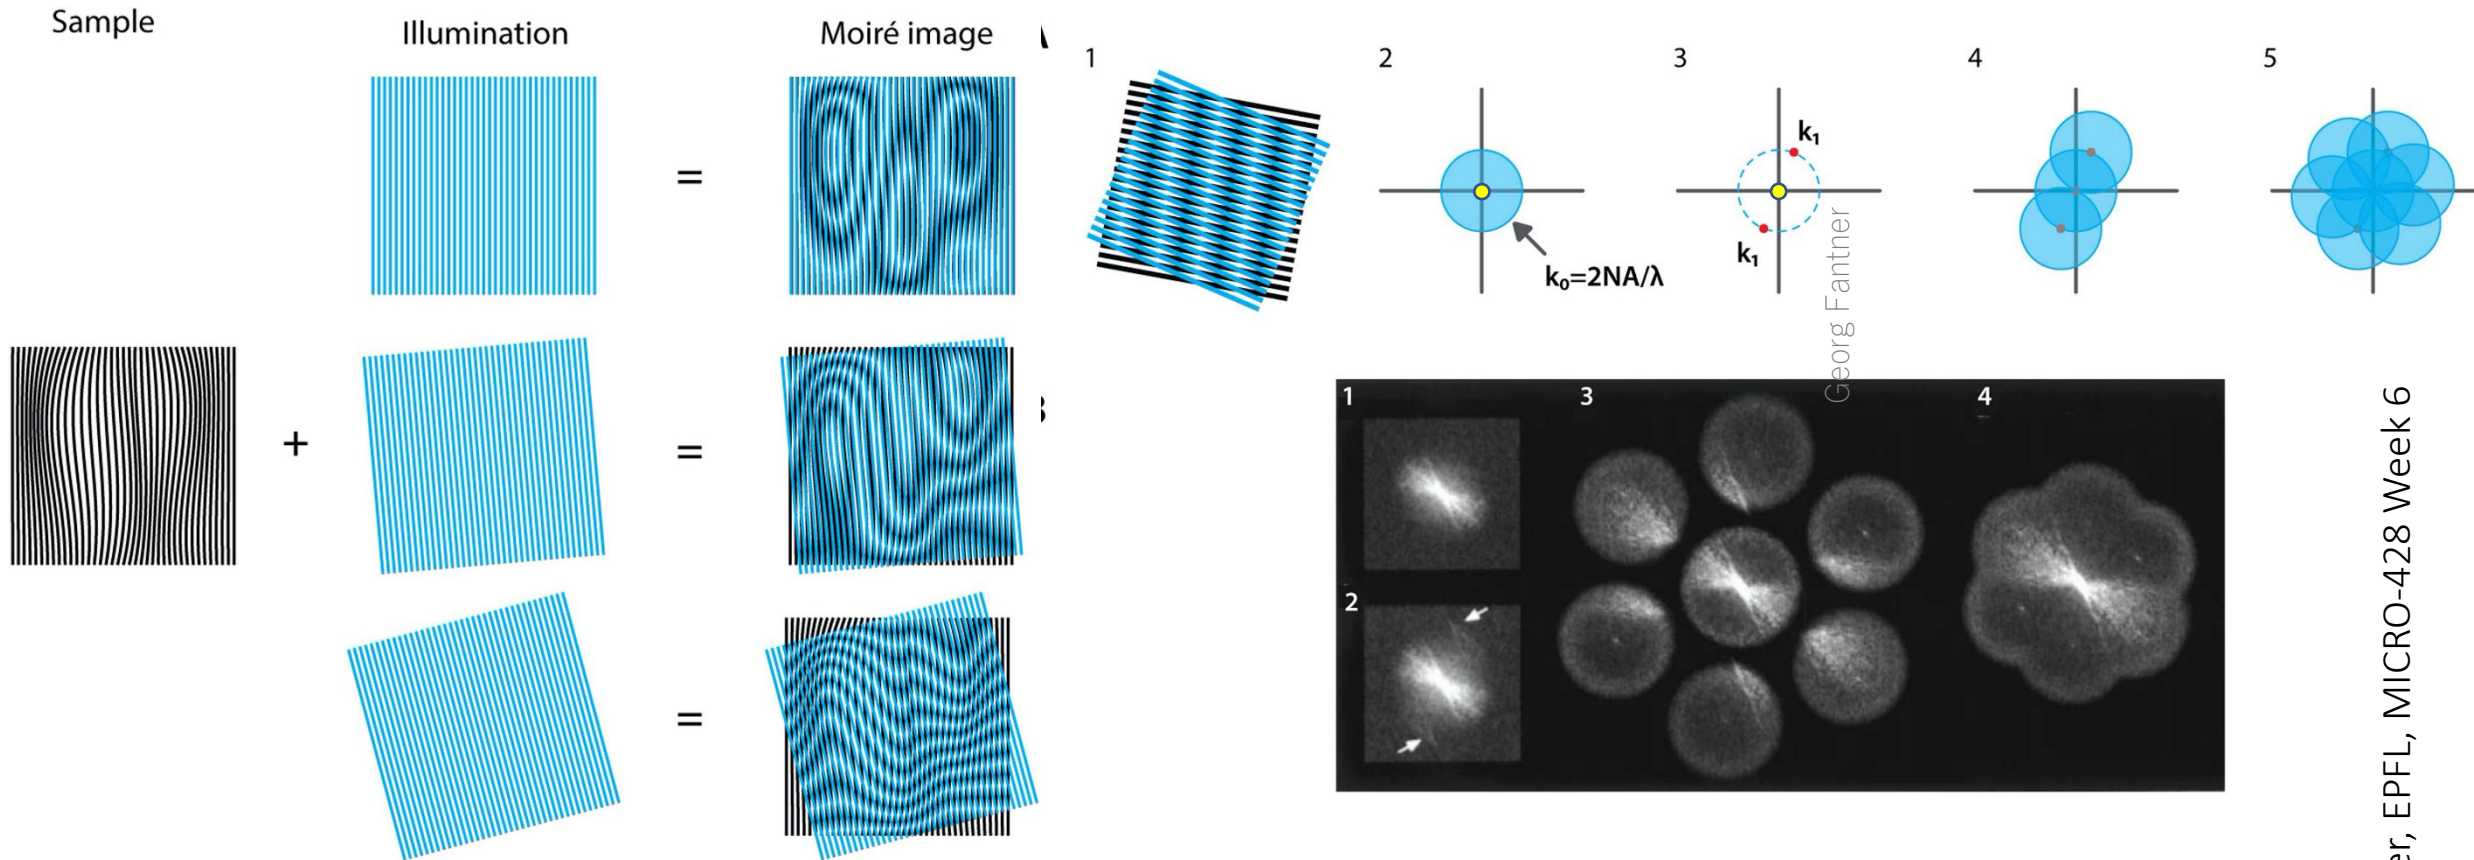 Sample
Illumination
Moiré image
=
+
=
=
1
2
3
4
5
k₁
k₁
k₀=2NA/λ
Georg Fantner
1
2
3
4
er, EPFL, MICRO-428 Week 6